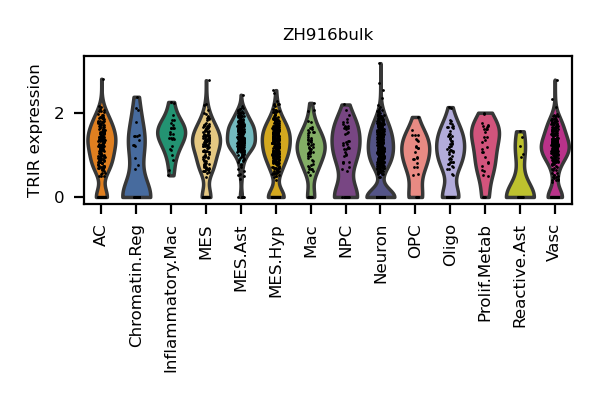 ZH916bulk
TRIR expression
2
0
AC
Chromatin.Reg
Inflammatory.Mac
MES
MES.Ast
MES.Hyp
Mac
NPC
Neuron
OPC
Oligo
Prolif.Metab
Reactive.Ast
Vasc